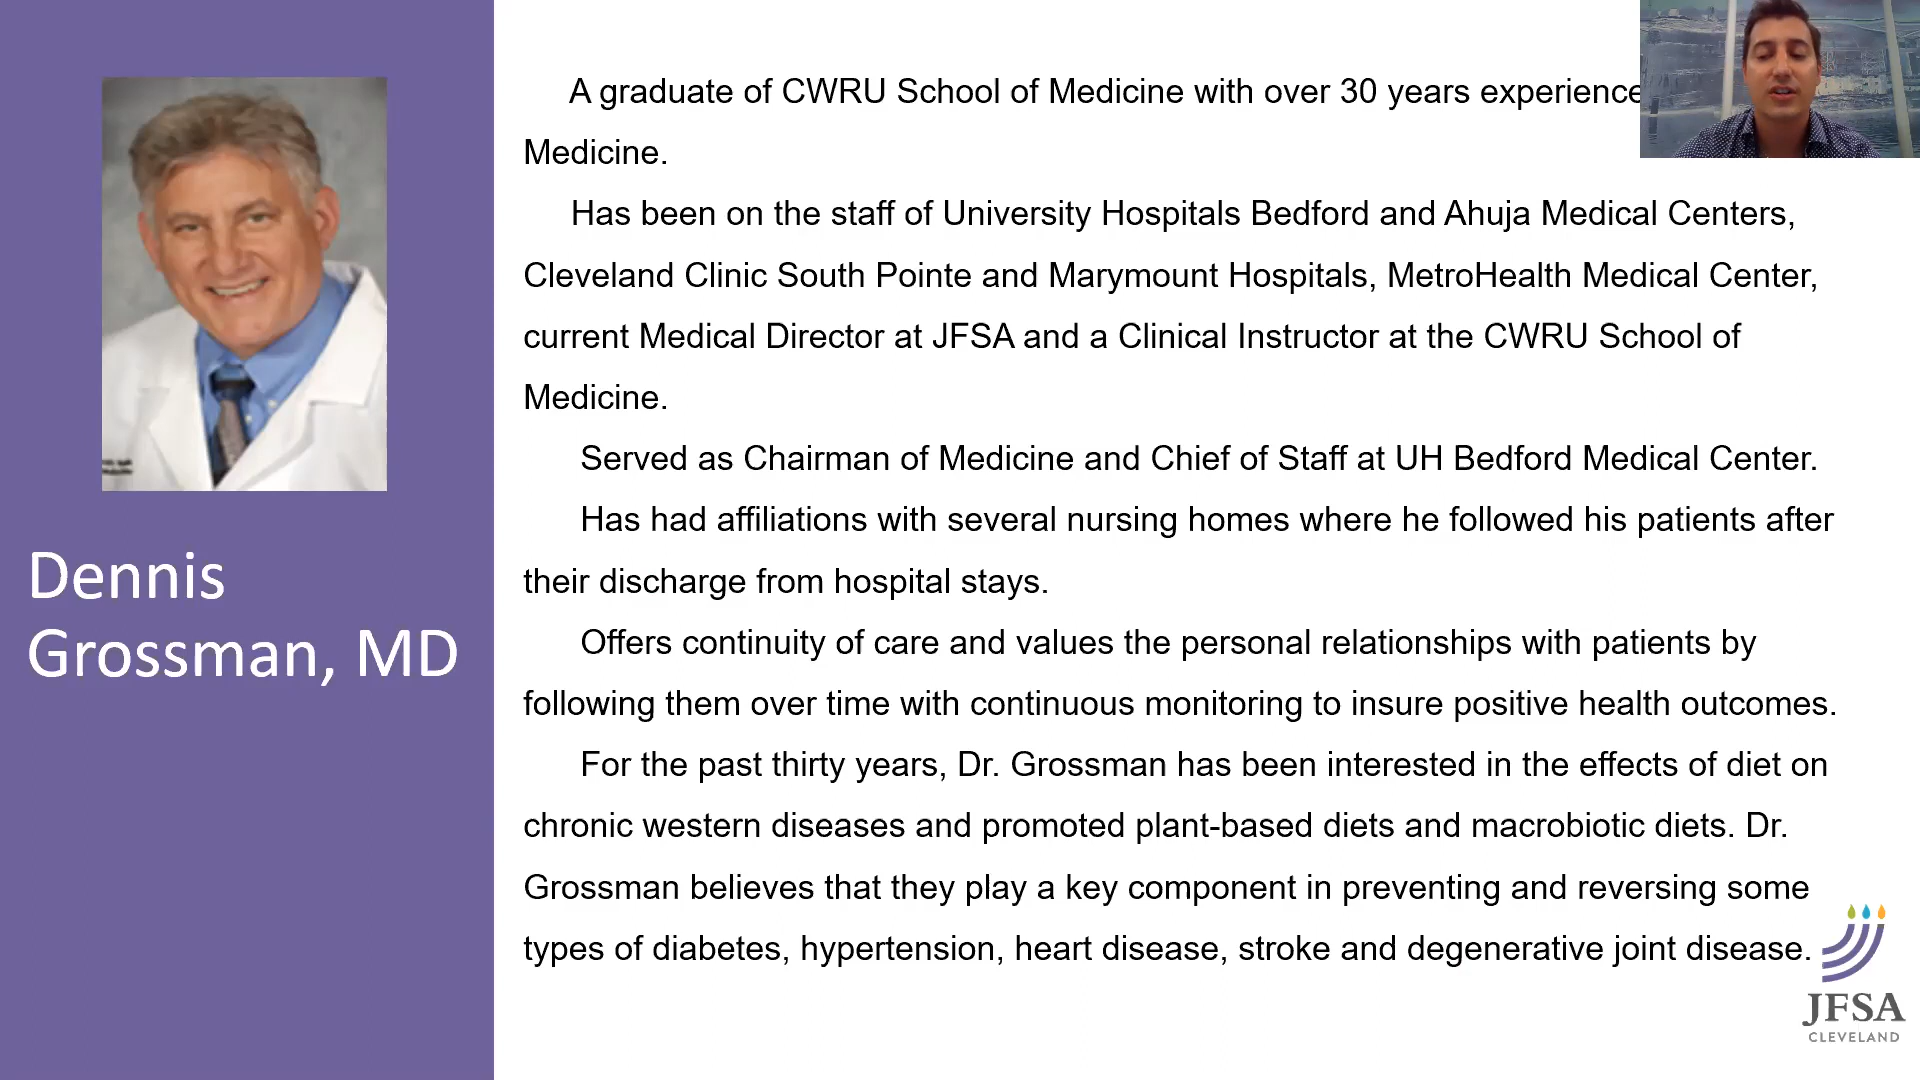 Dennis
Grossman, MD
A graduate of CWRU School of Medicine with over 30 years experience
Medicine.
Has been on the staff of University Hospitals Bedford and Ahuja Medical Centers,
Cleveland Clinic South Pointe and Marymount Hospitals, MetroHealth Medical Center,
current Medical Director at JFSA and a Clinical Instructor at the CWRU School of
Medicine.
Served as Chairman of Medicine and Chief of Staff at UH Bedford Medical Center.
Has had affiliations with several nursing homes where he followed his patients after
their discharge from hospital stays.
Offers continuity of care and values the personal relationships with patients by
following them over time with continuous monitoring to insure positive health outcomes.
For the past thirty years, Dr. Grossman has been interested in the effects of diet on
chronic western diseases and promoted plant-based diets and macrobiotic diets. Dr.
Grossman believes that they play a key component in preventing and reversing some
types of diabetes, hypertension, heart disease, stroke and degenerative joint disease.
JFSA
CLEVELAND